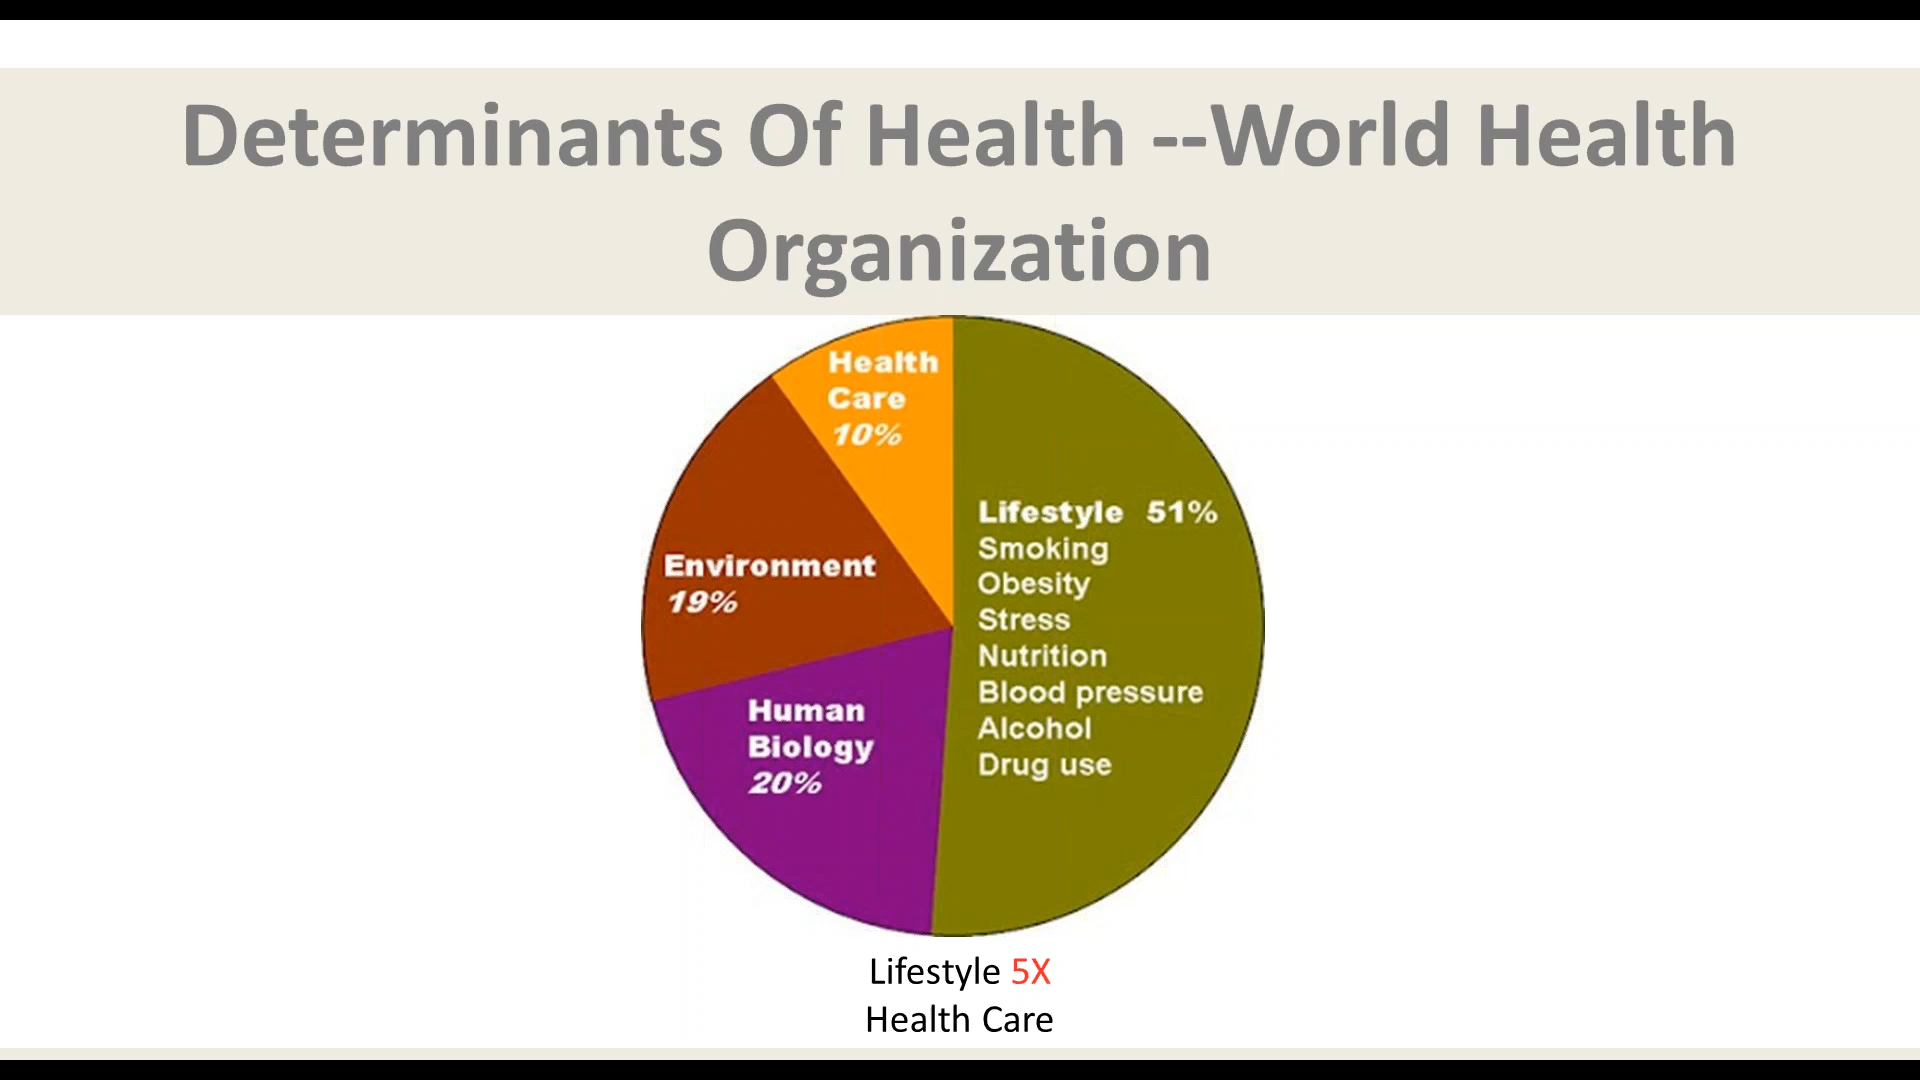 Determinants Of Health --World Health
Organization
Health
Care
10%
Environment
19%
Human
Biology
20%
Lifestyle 51%
Smoking
Obesity
Stress
Nutrition
Blood pressure
Alcohol
Drug use
Lifestyle 5X
Health Care